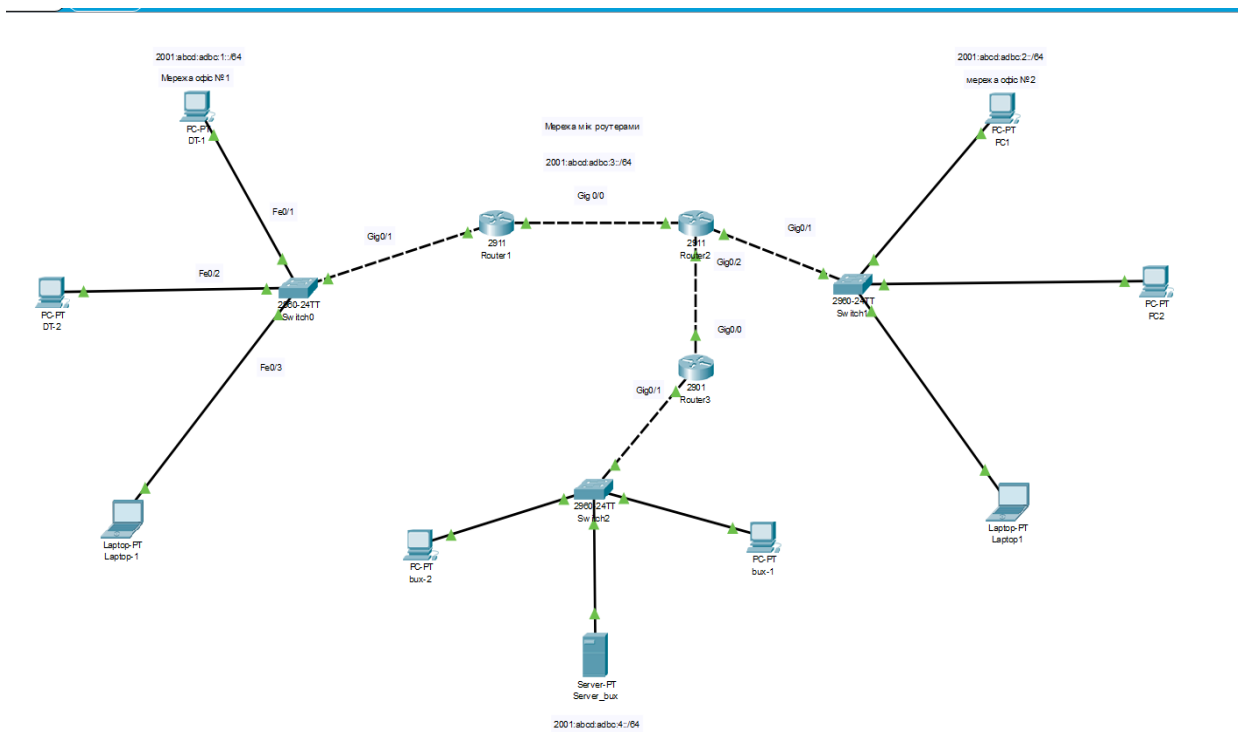 2001:abcd:adbc:1::/64
Мережа офіс №1
PC-PT
DT-1
Fe0/1
Gig0/1
Fe0/2
PC-PT
DT-2
2960-24TT
Switch0
Fe0/3
Laptop-PT
Laptop-1
Мережа мік роутерами
2001:abcd:adbc:3::/64
Gig 0/0
2911
Router1
2911
Router2
Gig0/2
Gig0/0
2901
Router3
Gig0/1
2960-24TT
Switch2
PC-PT
bux-2
PC-PT
bux-1
Server-PT
Server_bux
2001:abcd:adbc:4::/64
2001:abcd:adbc:2::/64
мережа офіс №2
PC-PT
PC1
Gig0/1
2960-24TT
Switch1
PC-PT
PC2
Laptop-PT
Laptop1